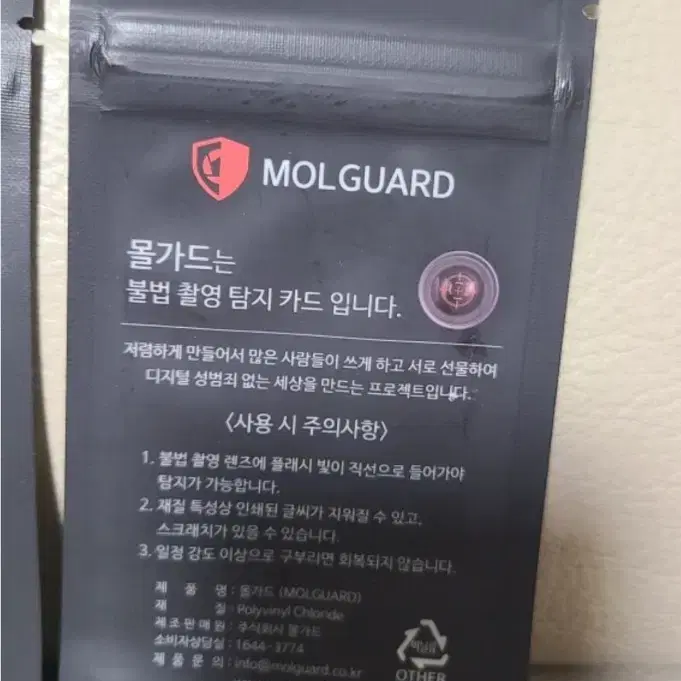 MOLGUARD
몰가드는
불법 촬영 탐지 카드 입니다.
저렴하게 만들어서 많은 사람들이 쓰게 하고 서로 선물하여
디지털 성범죄 없는 세상을 만드는 프로젝트입니다.
<사용 시 주의사항>
1. 불법 촬영 렌즈에 플래시 빛이 직선으로 들어가야
탐지가 가능합니다.
2. 재질 특성상 인쇄된 글씨가 지워질 수 있고,
스크래치가 있을 수 있습니다.
3. 일정 강도 이상으로 구부리면 회복되지 않습니다.
제 품 명 : 몰가드 (MOLGUARD)
재 질 : Polyvinyl Chloride
제조판매원 : 주식회사 몰가드
소비자상담실 : 1644-3774
제품문의 : info@molguard.co.kr
비닐류
OTHER